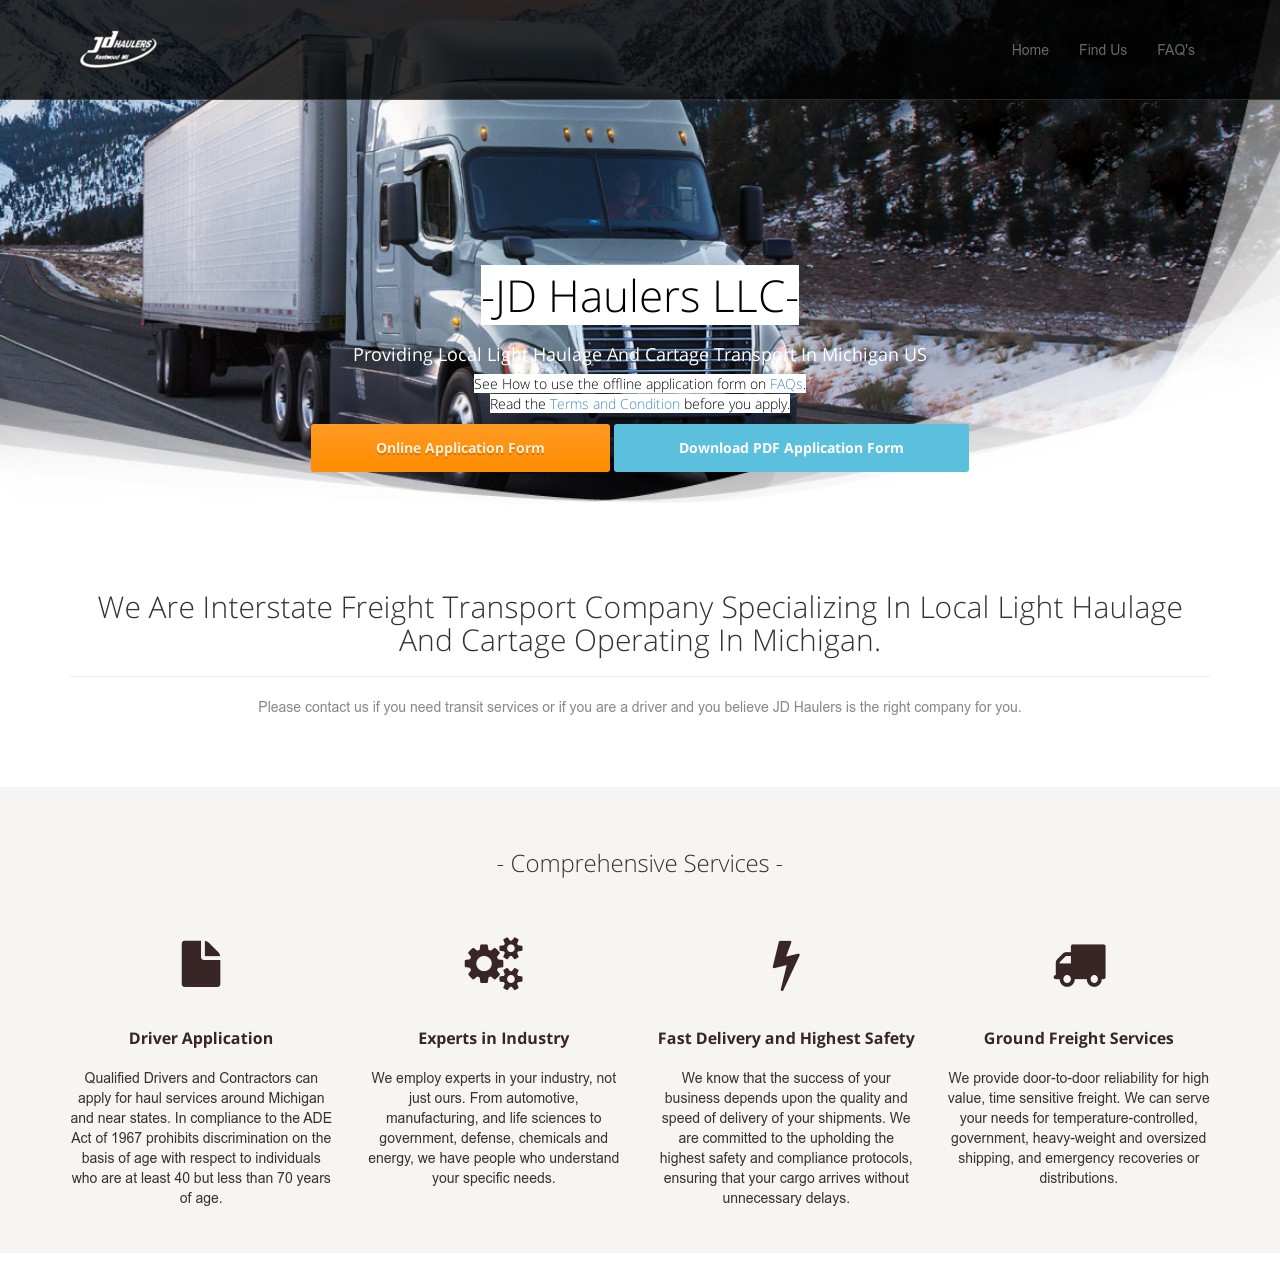 Jd HAULERS
Kentwood MI
Home
Find Us
FAQ's
-JD Haulers LLC-
Providing Local Light Haulage And Cartage Transport In Michigan US
See How to use the offline application form on FAQs.
Read the Terms and Condition before you apply.
Online Application Form
Download PDF Application Form
We Are Interstate Freight Transport Company Specializing In Local Light Haulage
And Cartage Operating In Michigan.
Please contact us if you need transit services or if you are a driver and you believe JD Haulers is the right company for you.
- Comprehensive Services -
Driver Application
Qualified Drivers and Contractors can
apply for haul services around Michigan
and near states. In compliance to the ADE
Act of 1967 prohibits discrimination on the
basis of age with respect to individuals
who are at least 40 but less than 70 years
of age.
Experts in Industry
We employ experts in your industry, not
just ours. From automotive,
manufacturing, and life sciences to
government, defense, chemicals and
energy, we have people who understand
your specific needs.
Fast Delivery and Highest Safety
We know that the success of your
business depends upon the quality and
speed of delivery of your shipments. We
are committed to the upholding the
highest safety and compliance protocols,
ensuring that your cargo arrives without
unnecessary delays.
Ground Freight Services
We provide door-to-door reliability for high
value, time sensitive freight. We can serve
your needs for temperature-controlled,
government, heavy-weight and oversized
shipping, and emergency recoveries or
distributions.